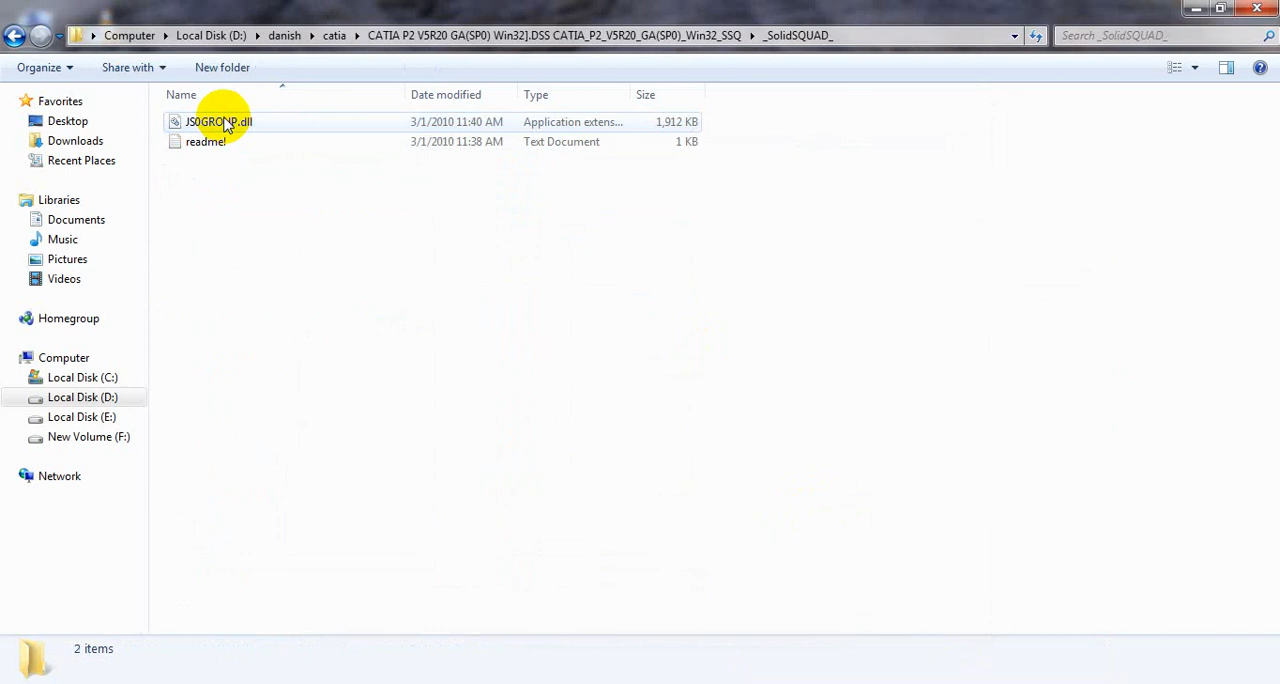 Computer Local Disk (D:) danish catia CATIA P2 V5R20 GA(SP0) Win32].DSS CATIA_P2_V5R20_GA(SP0)_Win32_SSQ _SolidSQUAD_
Search _SolidSQUAD_
Organize Share with New folder
Name Date modified Type Size
JS0GROUP.dll 3/1/2010 11:40 AM Application extens... 1,912 KB
readme! 3/1/2010 11:38 AM Text Document 1 KB
Favorites
Desktop
Downloads
Recent Places
Libraries
Documents
Music
Pictures
Videos
Homegroup
Computer
Local Disk (C:)
Local Disk (D:)
Local Disk (E:)
New Volume (F:)
Network
2 items